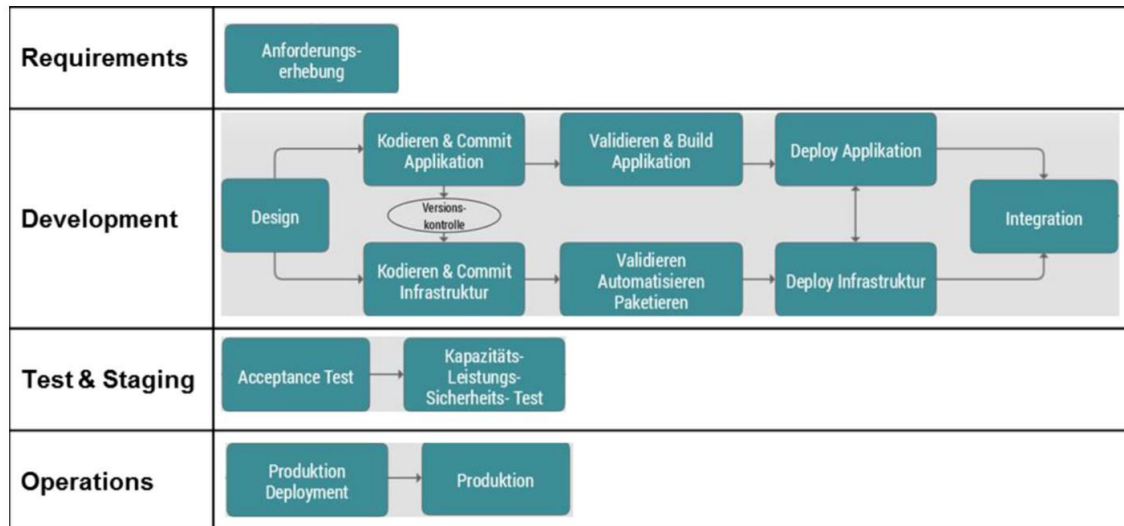 Requirements
Anforderungs-
erhebung
Development
Design
Kodieren & Commit
Applikation
Validieren & Build
Applikation
Deploy Applikation
Versions-
kontrolle
Kodieren & Commit
Infrastruktur
Validieren
Automatisieren
Paketieren
Deploy Infrastruktur
Integration
Test & Staging
Acceptance Test
Kapazitäts-
Leistungs-
Sicherheits- Test
Operations
Produktion
Deployment
Produktion